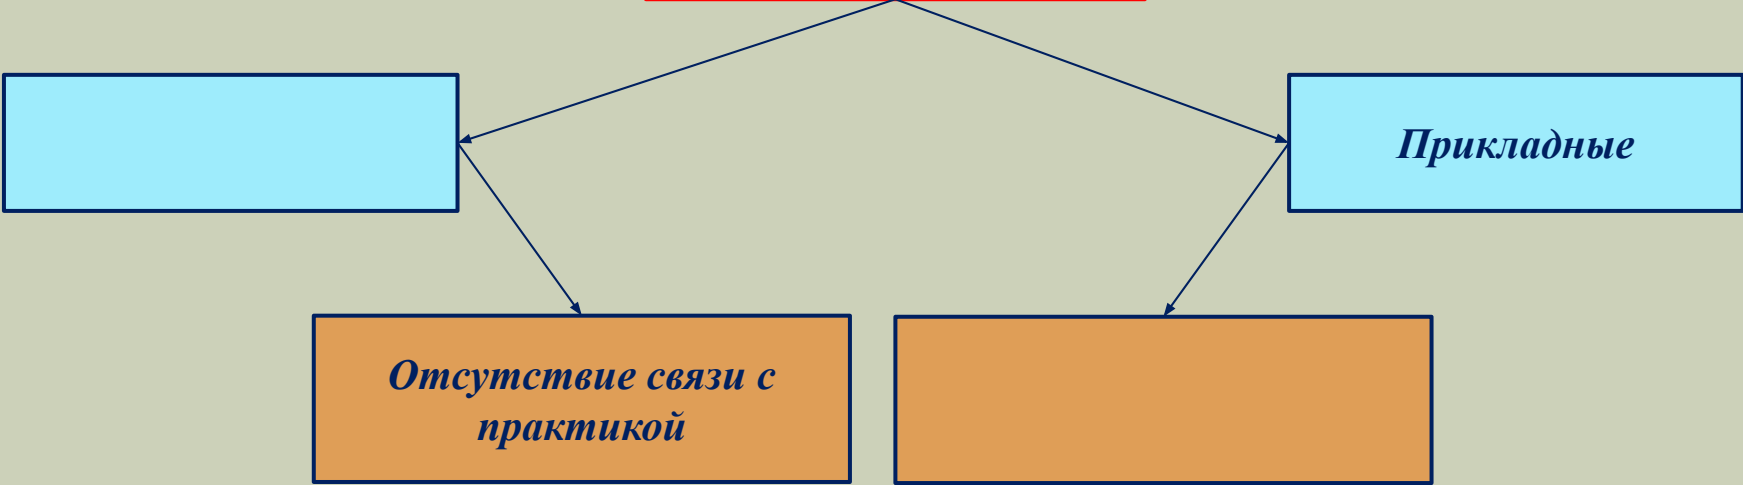 Прикладные
Отсутствие связи с
практикой